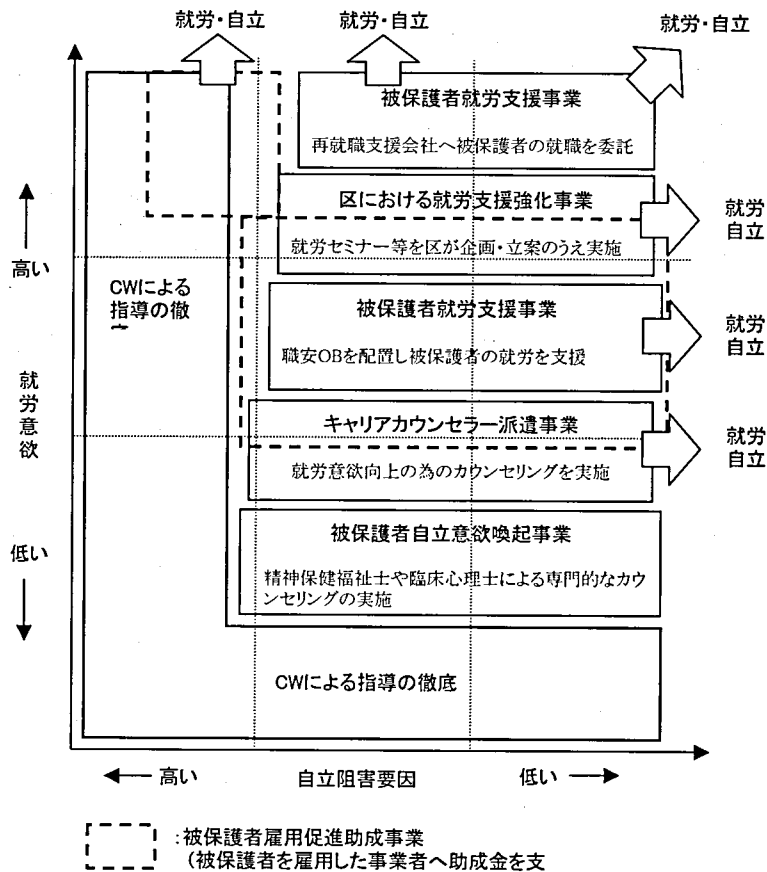 就労・自立
就労・自立
就労・自立
被保護者就労支援事業
再就職支援会社へ被保護者の就職を委託
区における就労支援強化事業
就労セミナー等を区が企画・立案のうえ実施
就労
自立
高い
CWによる
指導の徹
被保護者就労支援事業
職安OBを配置し被保護者の就労を支援
就労
自立
就労意欲
キャリアカウンセラー派遣事業
就労意欲向上の為のカウンセリングを実施
就労
自立
低い
被保護者自立意欲喚起事業
精神保健福祉士や臨床心理士による専門的なカウ
ンセリングの実施
CWによる指導の徹底
高い
自立阻害要因
低い
:被保護者雇用促進助成事業
(被保護者を雇用した事業者へ助成金を支